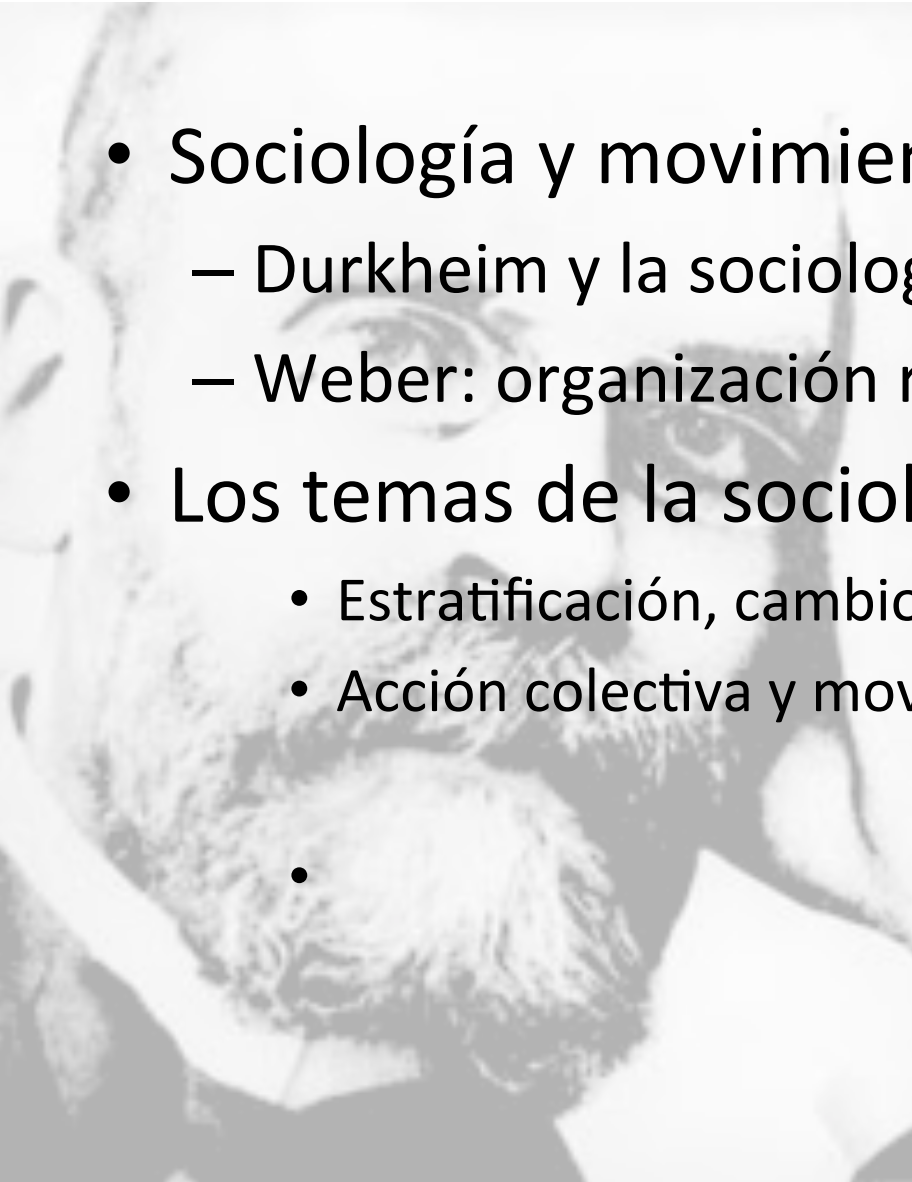 • Sociología y movimien
– Durkheim y la sociolog
– Weber: organización r
• Los temas de la sociol
• Estratificación, cambio
• Acción colectiva y mov
•